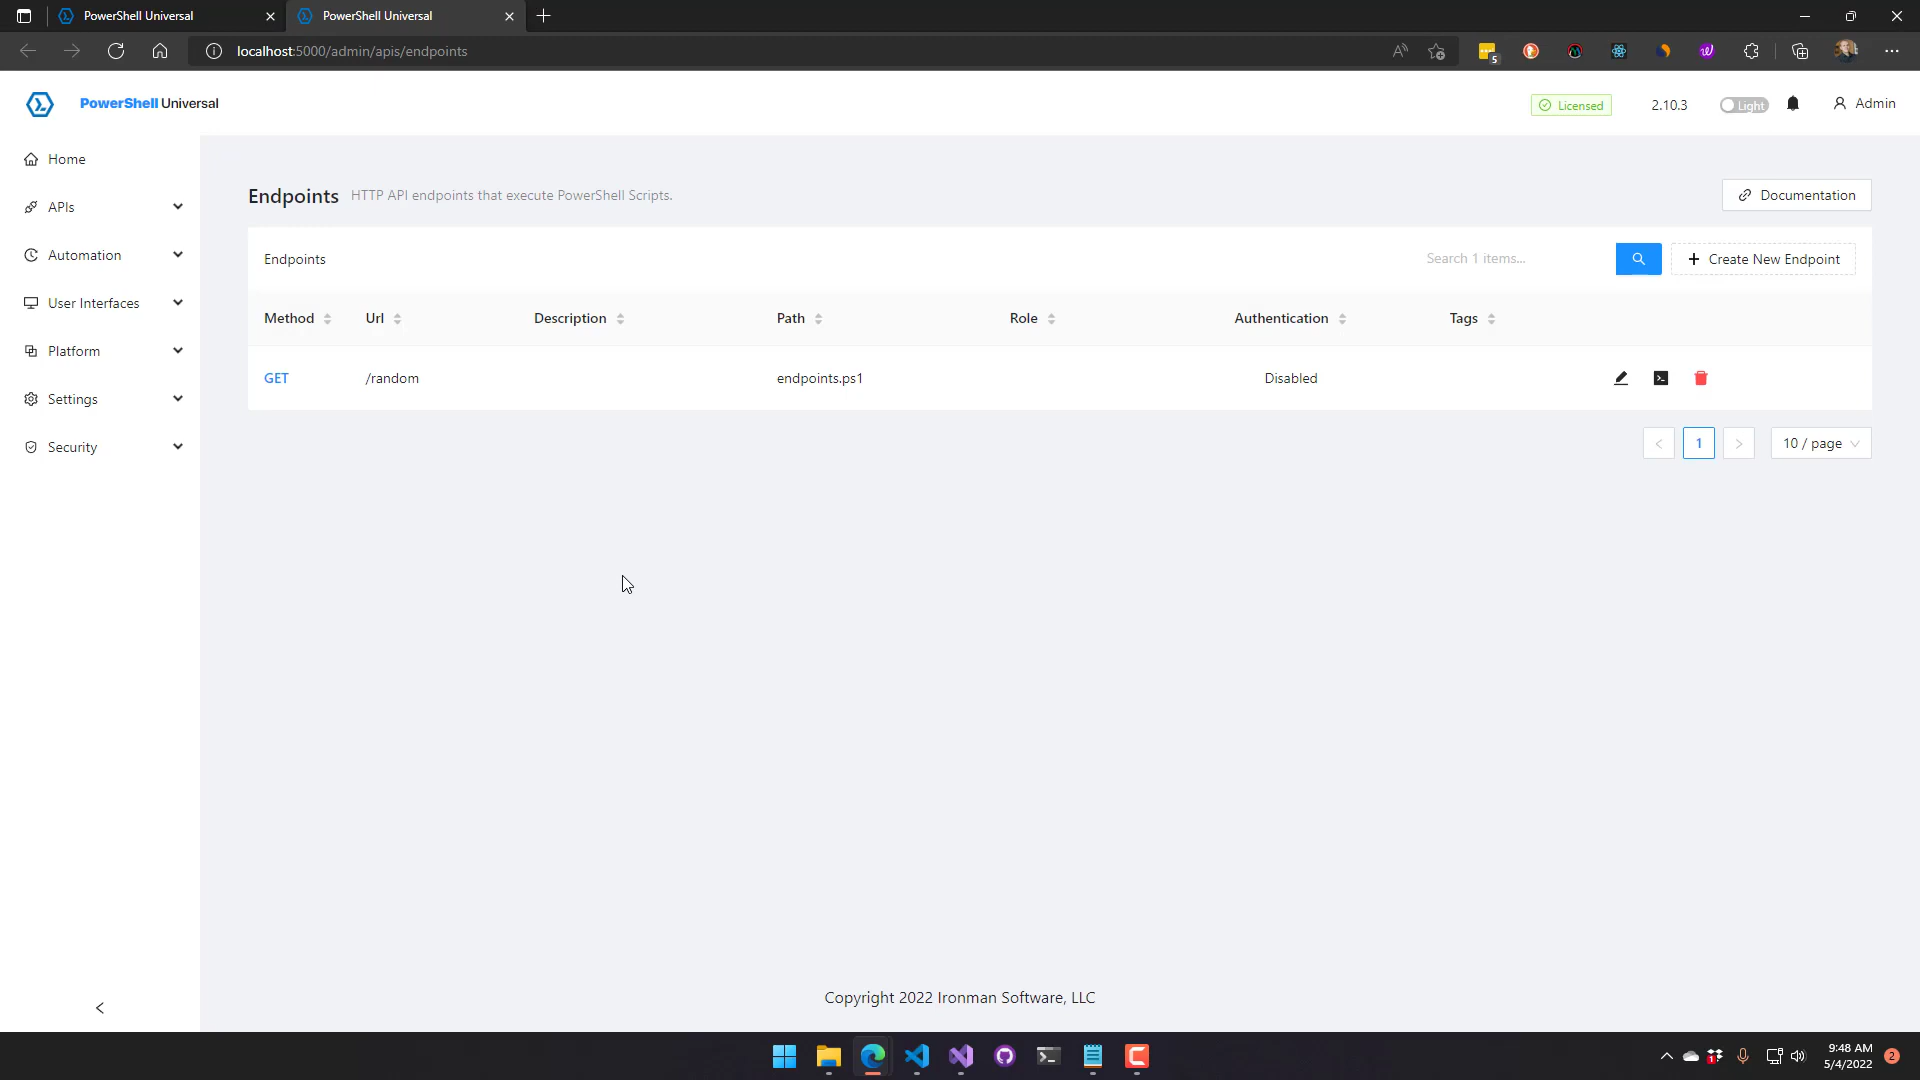 PowerShell Universal
PowerShell Universal
localhost:5000/admin/apis/endpoints
5
PowerShell Universal
Licensed
2.10.3
Light
Admin
Home
APIs
Automation
User Interfaces
Platform
Settings
Security
Endpoints HTTP API endpoints that execute PowerShell Scripts.
Documentation
Endpoints
Search 1 items...
Create New Endpoint
Method Url Description Path Role Authentication Tags
GET /random endpoints.ps1 Disabled
1
10 / page
Copyright 2022 Ironman Software, LLC
1
9:48 AM
5/4/2022
2